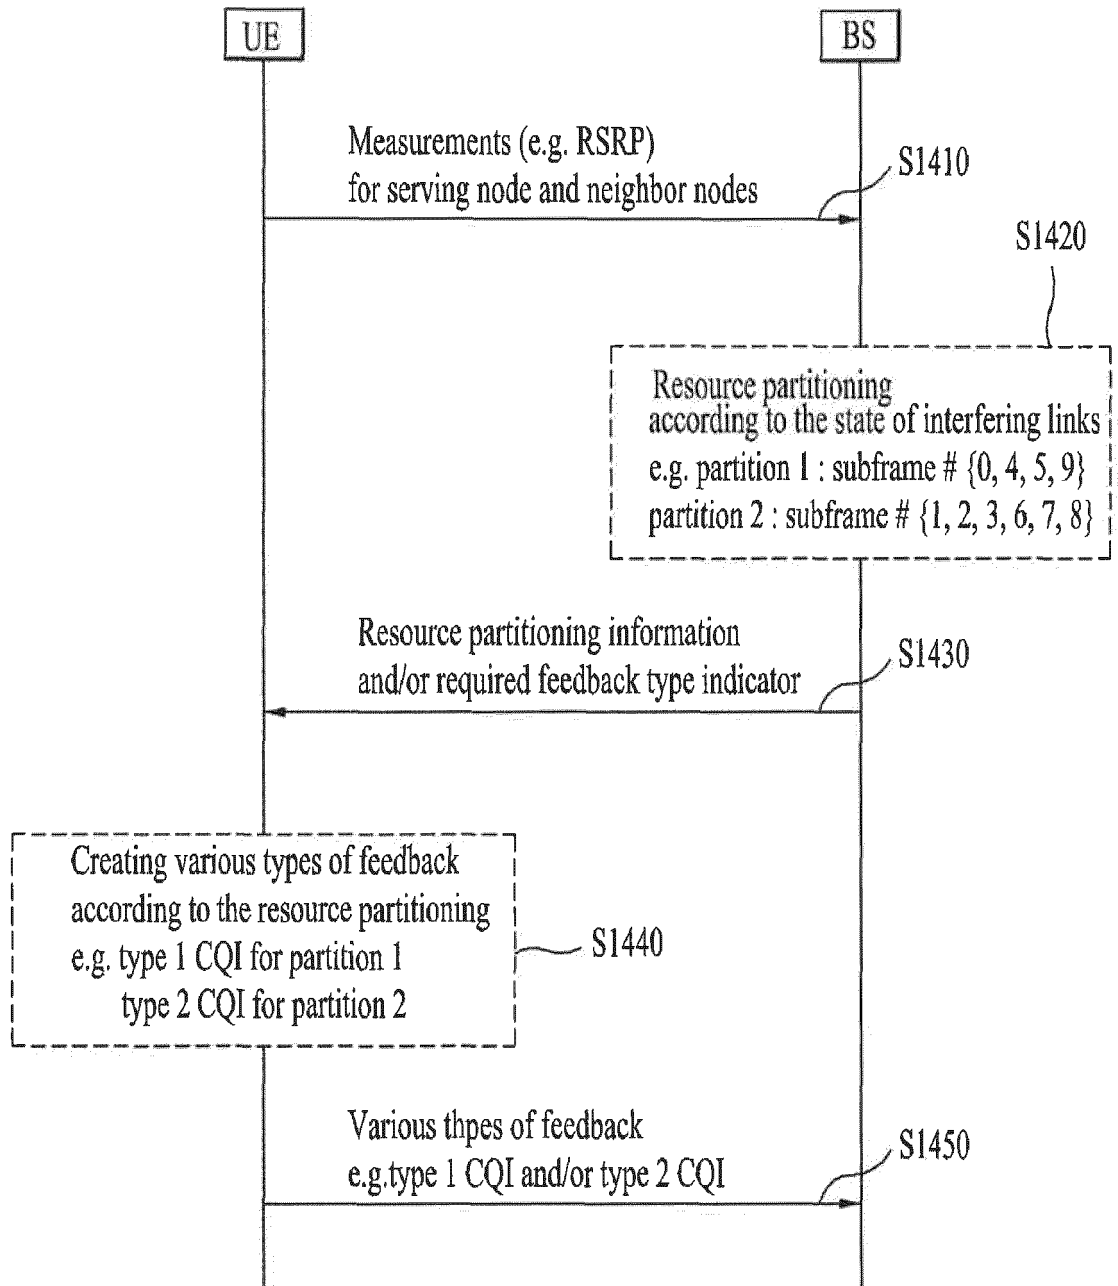 UE
BS
Measurements (e.g. RSRP)
for serving node and neighbor nodes
S1410
S1420
Resource partitioning
according to the state of interfering links
e.g. partition 1 : subframe # {0, 4, 5, 9}
partition 2 : subframe # {1, 2, 3, 6, 7, 8}
Resource partitioning information
and/or required feedback type indicator
S1430
Creating various types of feedback
according to the resource partitioning
e.g. type 1 CQI for partition 1
type 2 CQI for partition 2
S1440
Various thpes of feedback
e.g.type 1 CQI and/or type 2 CQI
S1450